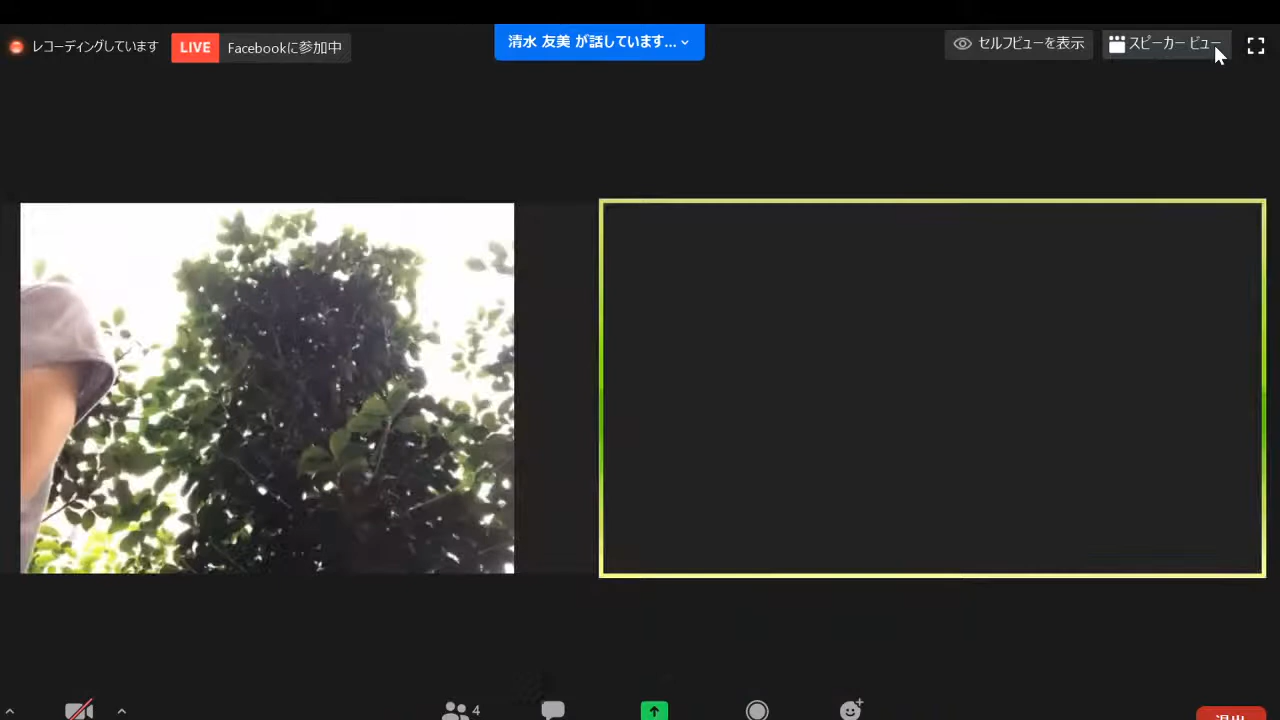 レコーディングしています
LIVE Facebookに参加中
清水 友美 が話しています...
セルフビューを表示
スピーカー ビュー
4
退出